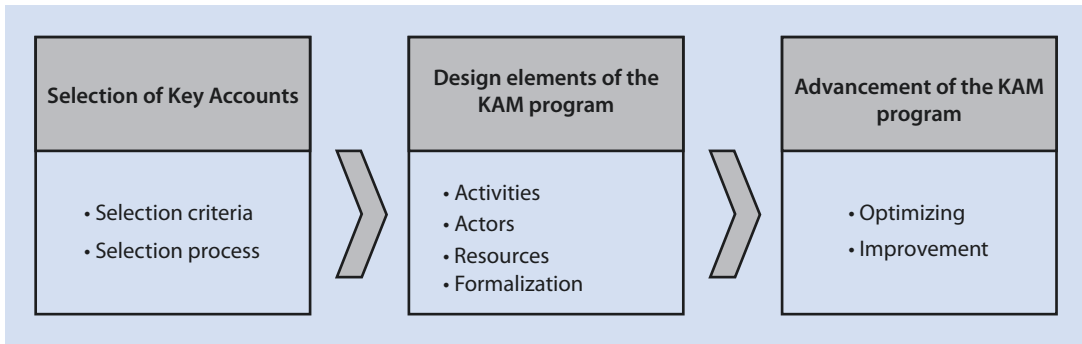 Selection of Key Accounts
• Selection criteria
• Selection process
Design elements of the
KAM program
• Activities
• Actors
• Resources
• Formalization
Advancement of the KAM
program
• Optimizing
• Improvement